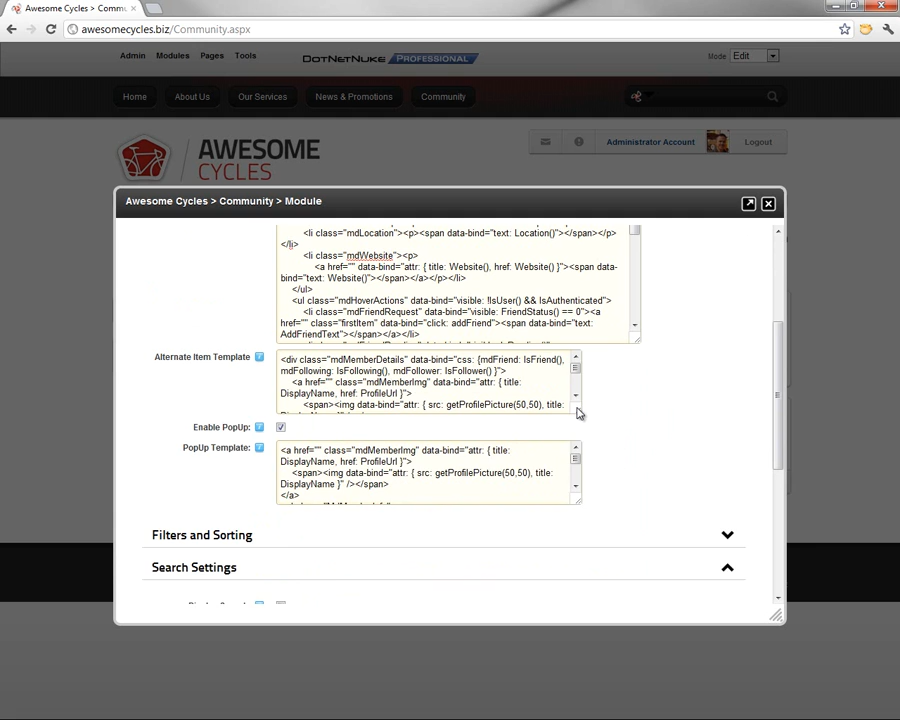 Awesome Cycles > Commu
awesomecycles.biz/Community.aspx
Admin Modules Pages Tools
DOTNETNUKE PROFESSIONAL
Mode Edit
Home About Us Our Services News & Promotions Community
AWESOME
CYCLES
Administrator Account Logout
Awesome Cycles > Community > Module
<li class="mdLocation"><p><span data-bind="text: Location()"></span></p>
</li>
<li class="mdWebsite"><p>
<a href="" data-bind="attr: { title: Website(), href: Website() }"><span data-
bind="text: Website()"></span></a></p></li>
</ul>
<ul class="mdHoverActions" data-bind="visible: !IsUser() && IsAuthenticated">
<li class="mdFriendRequest" data-bind="visible: FriendStatus() == 0"><a
href="" class="firstItem" data-bind="click: addFriend"><span data-bind="text:
AddFriendText"></span></a></li>
Alternate Item Template
<div class="mdMemberDetails" data-bind="css: {mdFriend: IsFriend(),
mdFollowing: IsFollowing(), mdFollower: IsFollower() }">
<a href="" class="mdMemberImg" data-bind="attr: { title:
DisplayName, href: ProfileUrl }">
<span><img data-bind="attr: { src: getProfilePicture(50,50), title:
Enable PopUp:
PopUp Template:
<a href="" class="mdMemberImg" data-bind="attr: { title:
DisplayName, href: ProfileUrl }">
<span><img data-bind="attr: { src: getProfilePicture(50,50), title:
DisplayName }" /></span>
</a>
Filters and Sorting
Search Settings